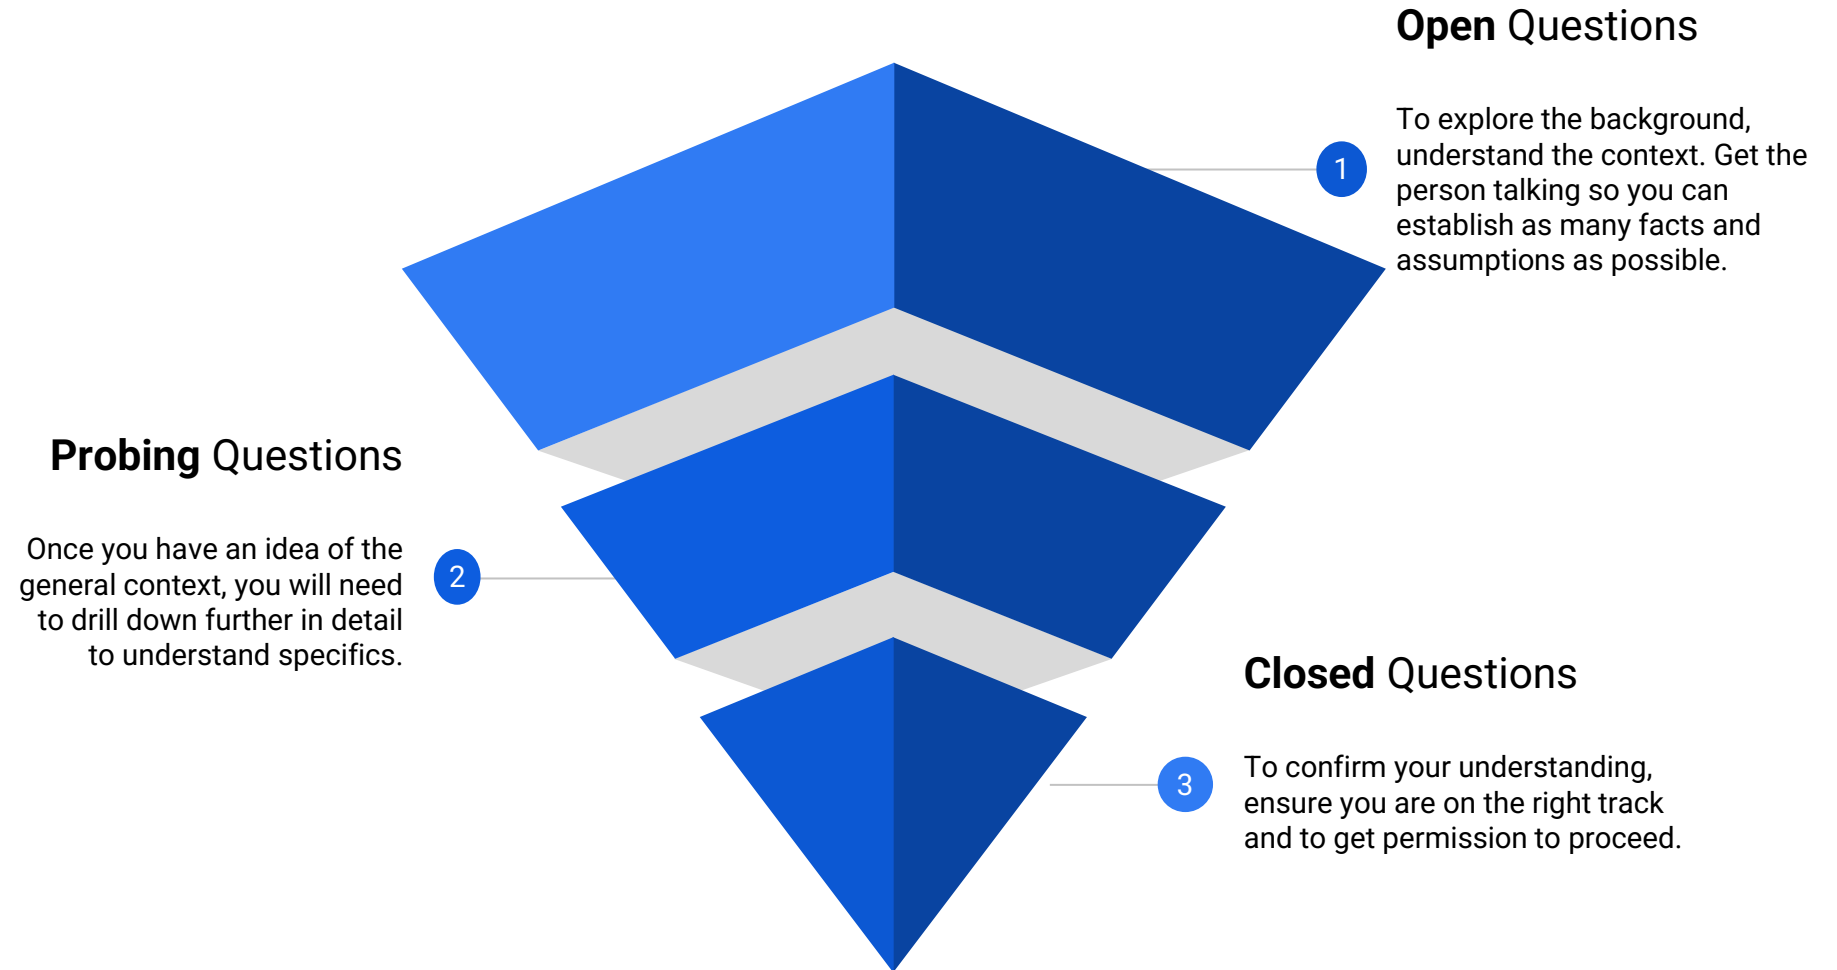 Open Questions
1
To explore the background,
understand the context. Get the
person talking so you can
establish as many facts and
assumptions as possible.
Probing Questions
2
Once you have an idea of the
general context, you will need
to drill down further in detail
to understand specifics.
Closed Questions
3
To confirm your understanding,
ensure you are on the right track
and to get permission to proceed.